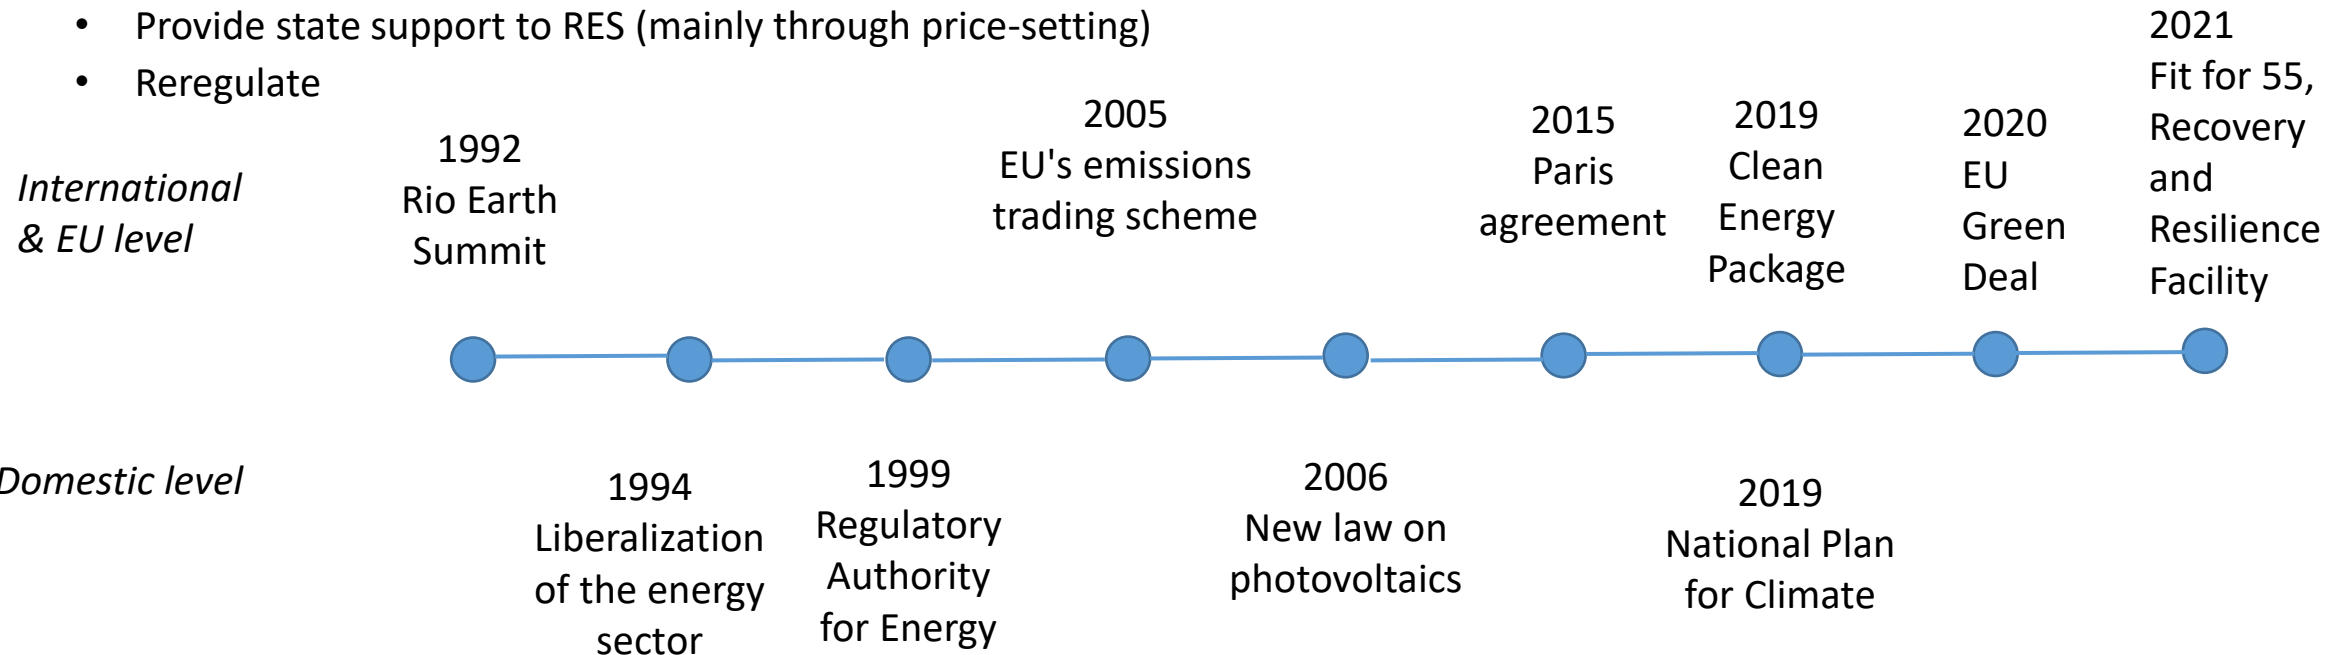 • Provide state support to RES (mainly through price-setting)
• Reregulate
International
& EU level
1992
Rio Earth
Summit
2005
EU's emissions
trading scheme
2015
Paris
agreement
2019
Clean
Energy
Package
2020
EU
Green
Deal
2021
Fit for 55,
Recovery
and
Resilience
Facility
Domestic level
1994
Liberalization
of the energy
sector
1999
Regulatory
Authority
for Energy
2006
New law on
photovoltaics
2019
National Plan
for Climate